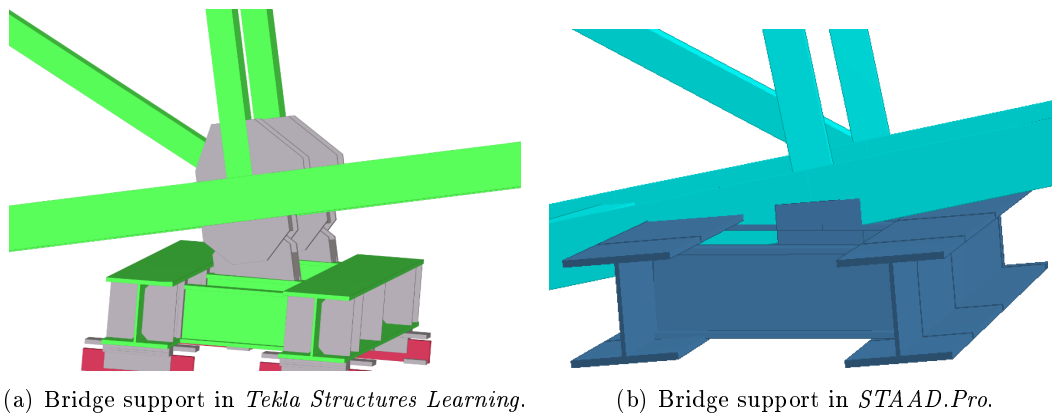 (a) Bridge support in Tekla Structures Learning.
(b) Bridge support in STAAD.Pro.